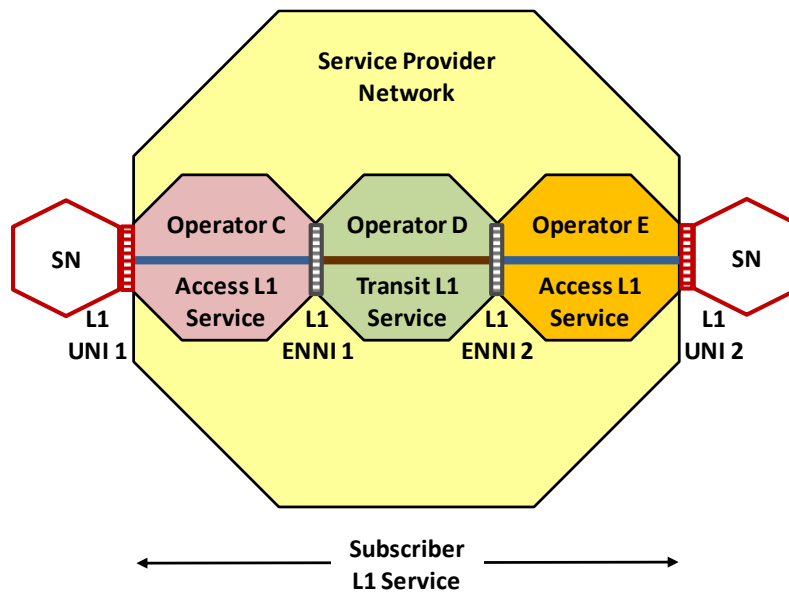 Service Provider
Network
Operator C
Operator D
Operator E
SN
SN
Access L1
Service
Transit L1
Service
Access L1
Service
L1
UNI 1
L1
ENNI 1
L1
ENNI 2
L1
UNI 2
Subscriber
L1 Service